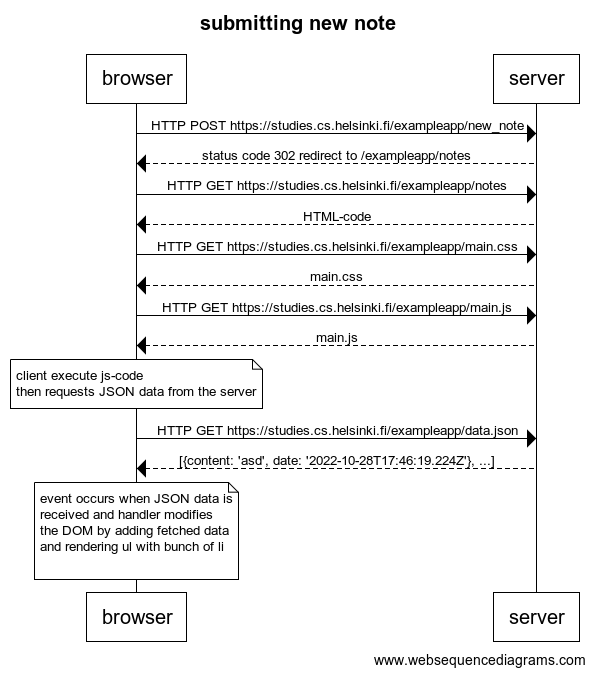 submitting new note
browser
server
HTTP POST https://studies.cs.helsinki.fi/exampleapp/new_note
status code 302 redirect to /exampleapp/notes
HTTP GET https://studies.cs.helsinki.fi/exampleapp/notes
HTML-code
HTTP GET https://studies.cs.helsinki.fi/exampleapp/main.css
main.css
HTTP GET https://studies.cs.helsinki.fi/exampleapp/main.js
main.js
client execute js-code
then requests JSON data from the server
HTTP GET https://studies.cs.helsinki.fi/exampleapp/data.json
[{content: 'asd', date: '2022-10-28T17:46:19.224Z'}, ...]
event occurs when JSON data is
received and handler modifies
the DOM by adding fetched data
and rendering ul with bunch of li
browser
server
www.websequencediagrams.com